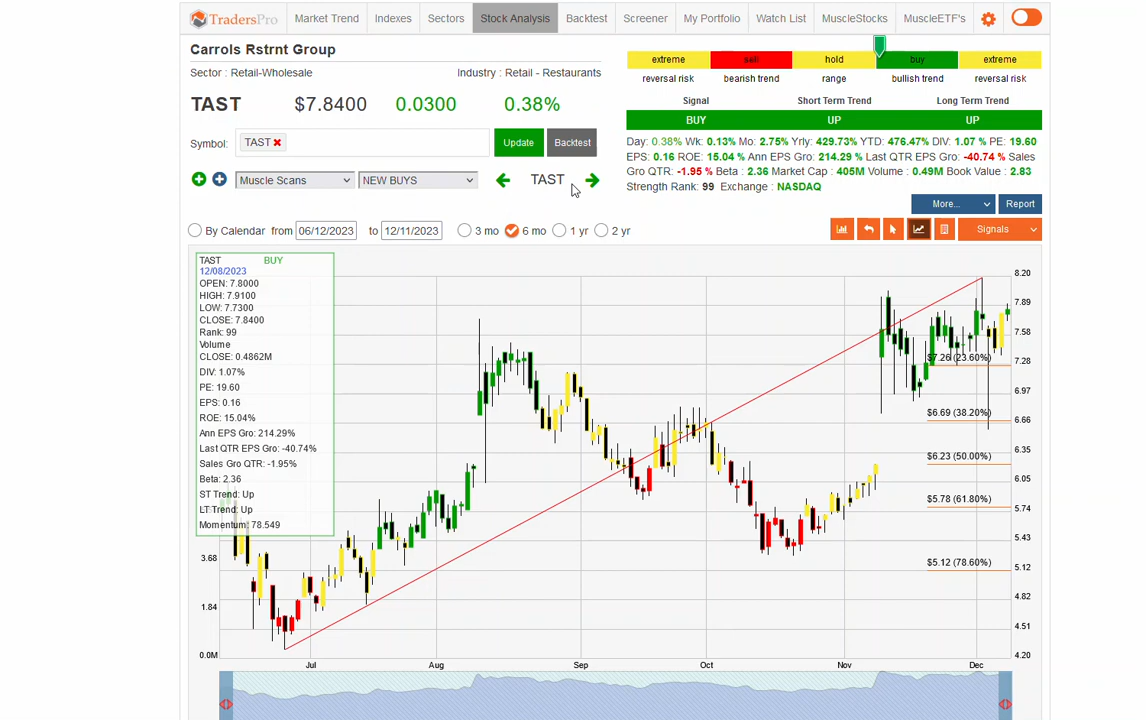 TradersPro Market Trend Indexes Sectors Stock Analysis Backtest Screener My Portfolio Watch List MuscleStocks MuscleETF's
Carrols Rstrnt Group
Sector : Retail-Wholesale Industry : Retail - Restaurants
TAST $7.8400 0.0300 0.38%
Symbol: TAST Update Backtest
Muscle Scans NEW BUYS TAST
extreme sell hold buy extreme
reversal risk bearish trend range bullish trend reversal risk
Signal Short Term Trend Long Term Trend
BUY UP UP
Day: 0.38% Wk: 0.13% Mo: 2.75% Yrly: 429.73% YTD: 476.47% DIV: 1.07 % PE: 19.60
EPS: 0.16 ROE: 15.04 % Ann EPS Gro: 214.29 % Last QTR EPS Gro: -40.74 % Sales
Gro QTR: -1.95 % Beta : 2.36 Market Cap : 405M Volume : 0.49M Book Value : 2.83
Strength Rank: 99 Exchange : NASDAQ
More... Report
By Calendar from 06/12/2023 to 12/11/2023 3 mo 6 mo 1 yr 2 yr Signals
TAST BUY
12/08/2023
OPEN: 7.8000
HIGH: 7.9100
LOW: 7.7300
CLOSE: 7.8400
Rank: 99
Volume
CLOSE: 0.4862M
DIV: 1.07%
PE: 19.60
EPS: 0.16
ROE: 15.04%
Ann EPS Gro: 214.29%
Last QTR EPS Gro: -40.74%
Sales Gro QTR: -1.95%
Beta: 2.36
ST Trend: Up
LT Trend: Up
Momentum: 78.549
3.68
1.84
0.0M
$7.26 (23.60%)
$6.69 (38.20%)
$6.23 (50.00%)
$5.78 (61.80%)
$5.12 (78.60%)
8.20
7.89
7.58
7.28
6.97
6.66
6.35
6.05
5.74
5.43
5.12
4.82
4.51
4.20
Jul Aug Sep Oct Nov Dec